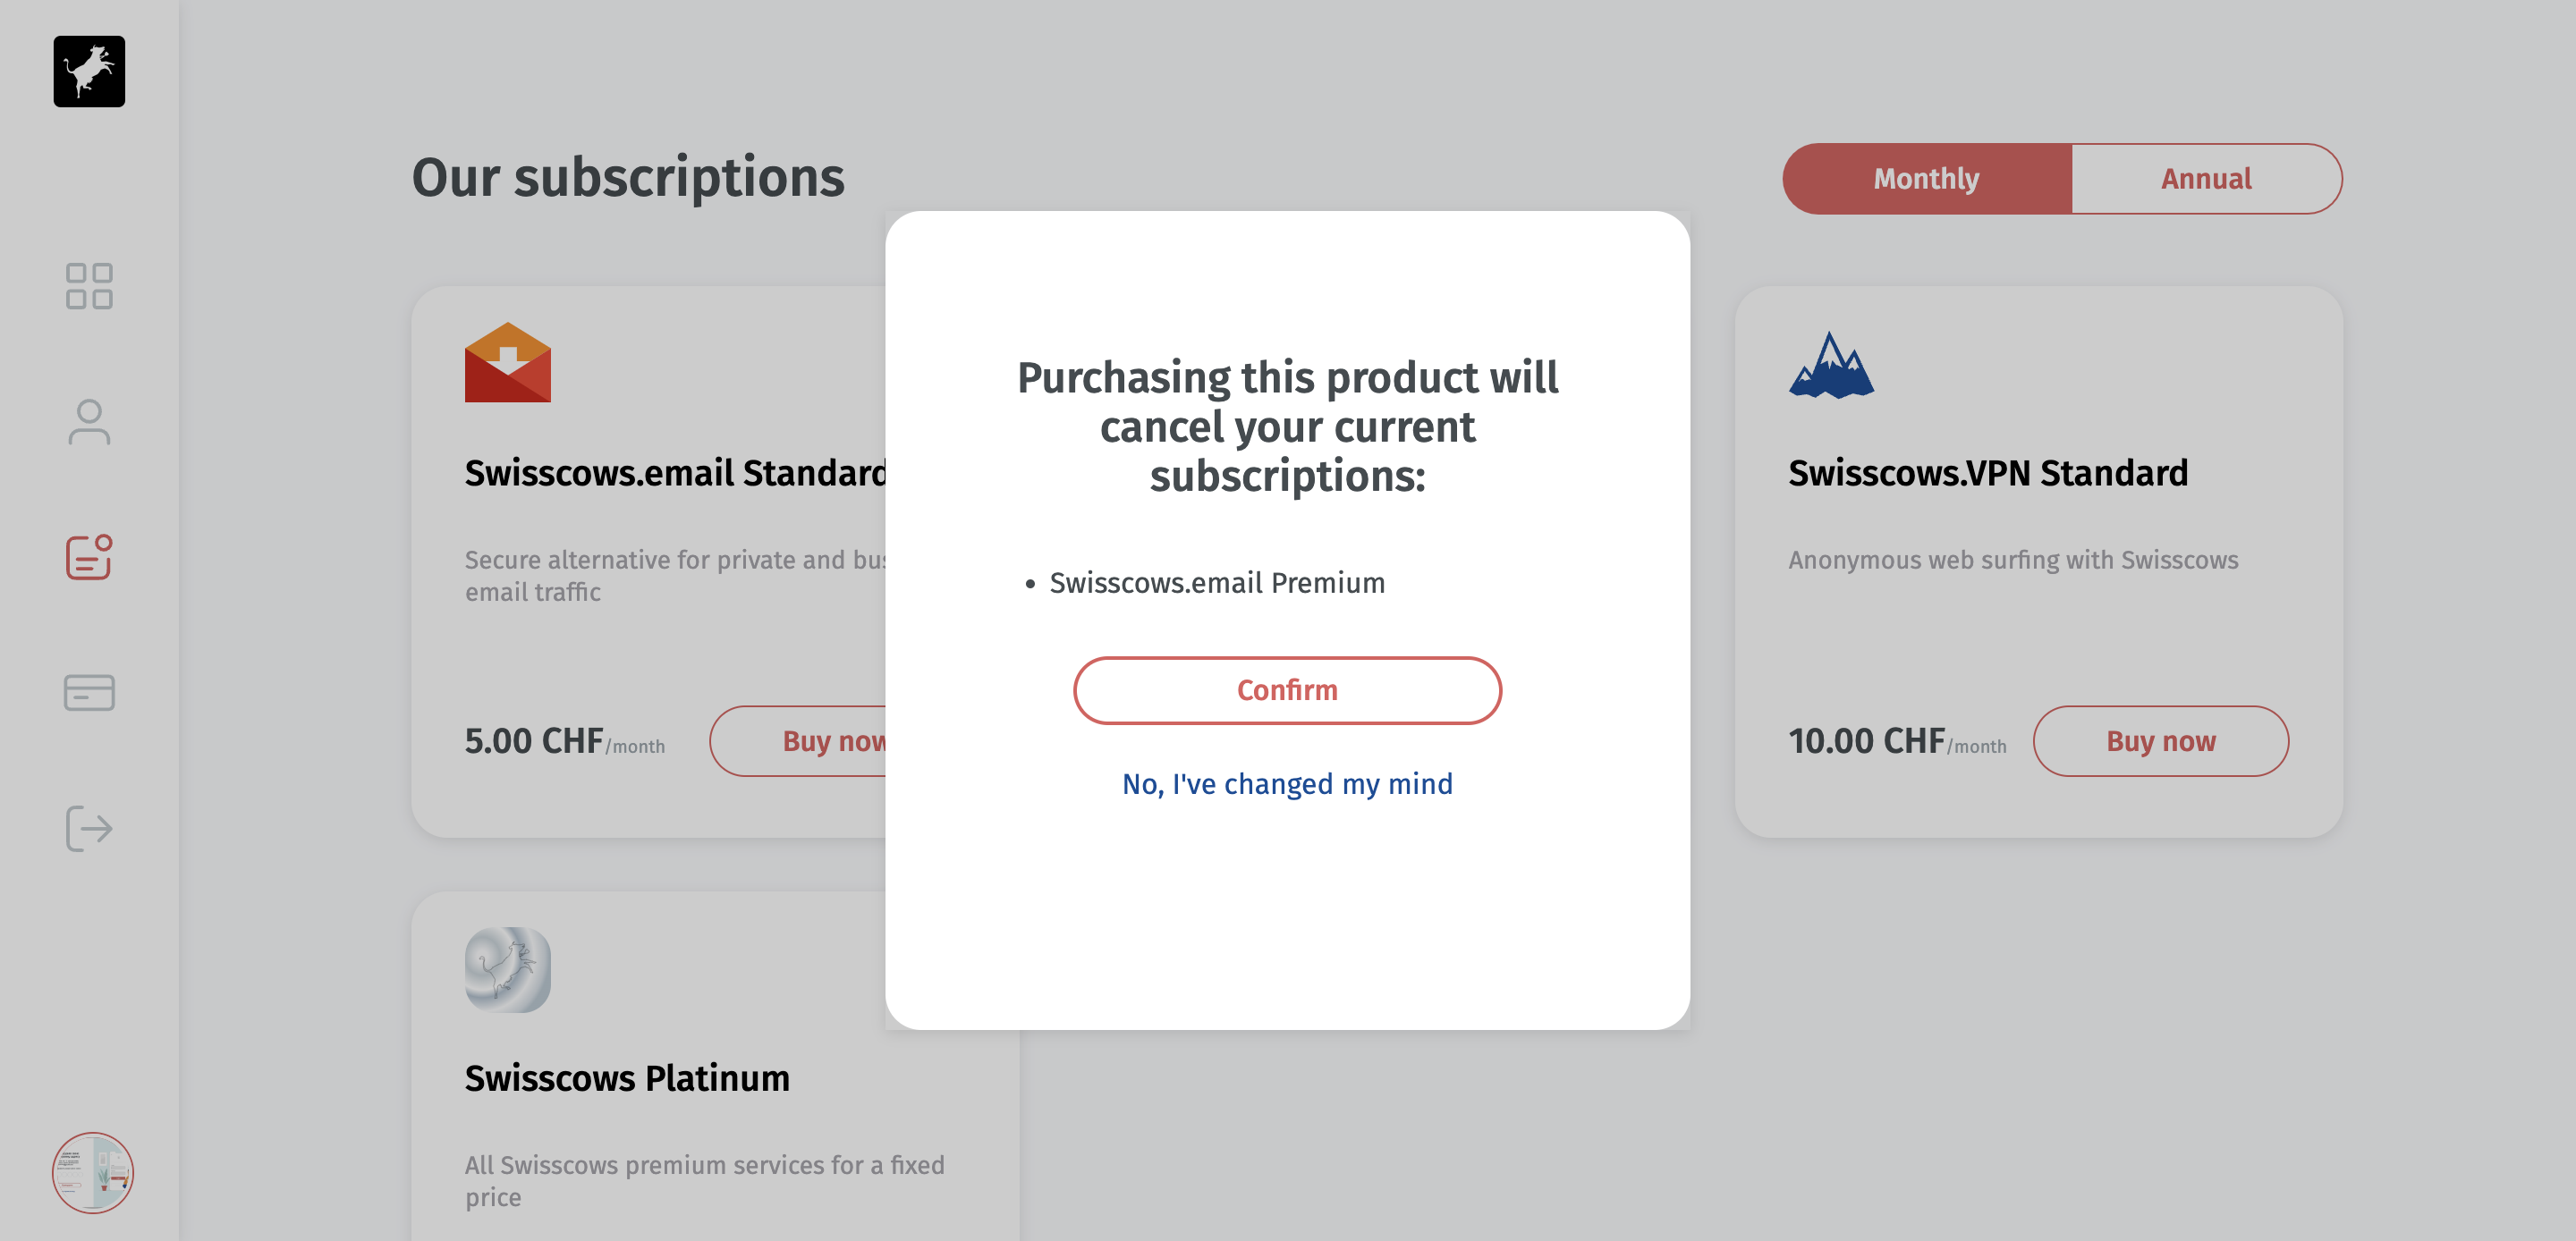 Our subscriptions
Monthly
Annual
Purchasing this product will
cancel your current
subscriptions:
Swisscows.email Premium
Confirm
No, I've changed my mind
Swisscows.email Standard
Secure alternative for private and
email traffic
5.00 CHF/month
Buy now
Swisscows.VPN Standard
Anonymous web surfing with Swisscows
10.00 CHF/month
Buy now
Swisscows Platinum
All Swisscows premium services for a fixed
price